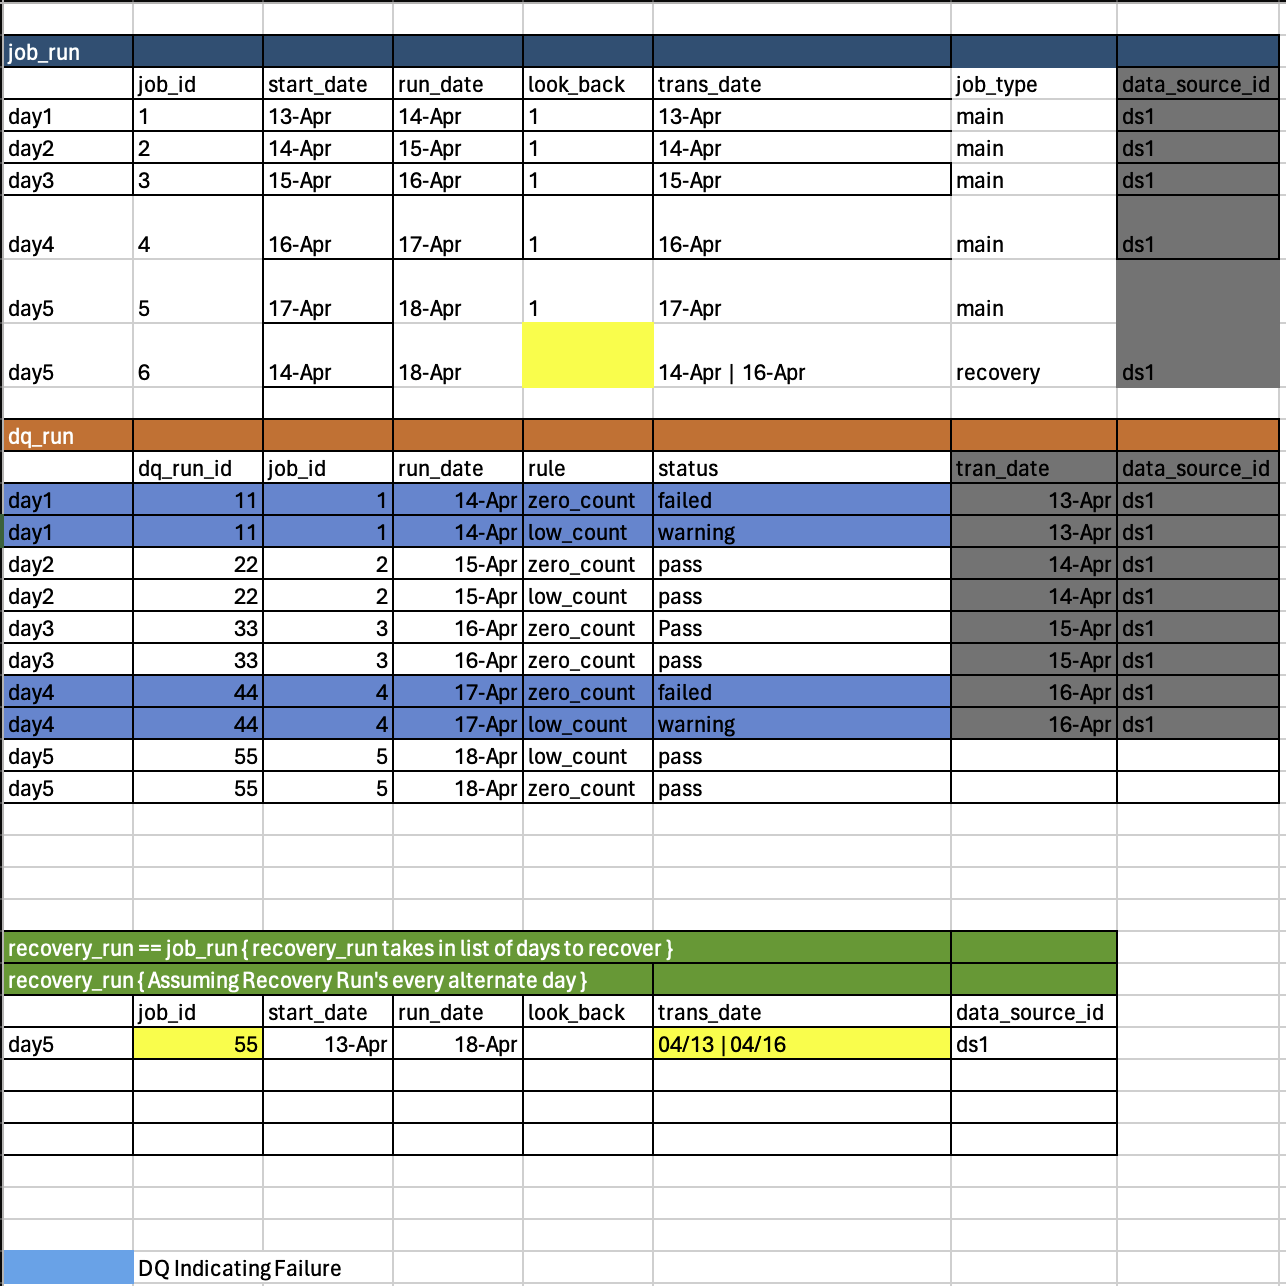 job_run
job_id start_date run_date look_back trans_date job_type data_source_id
day1 1 13-Apr 14-Apr 1 13-Apr main ds1
day2 2 14-Apr 15-Apr 1 14-Apr main ds1
day3 3 15-Apr 16-Apr 1 15-Apr main ds1
day4 4 16-Apr 17-Apr 1 16-Apr main ds1
day5 5 17-Apr 18-Apr 1 17-Apr main
day5 6 14-Apr 18-Apr 14-Apr | 16-Apr recovery ds1
dq_run
dq_run_id job_id run_date rule status tran_date data_source_id
day1 11 1 14-Apr zero_count failed 13-Apr ds1
day1 11 1 14-Apr low_count warning 13-Apr ds1
day2 22 2 15-Apr zero_count pass 14-Apr ds1
day2 22 2 15-Apr low_count pass 14-Apr ds1
day3 33 3 16-Apr zero_count Pass 15-Apr ds1
day3 33 3 16-Apr zero_count pass 15-Apr ds1
day4 44 4 17-Apr zero_count failed 16-Apr ds1
day4 44 4 17-Apr low_count warning 16-Apr ds1
day5 55 5 18-Apr low_count pass
day5 55 5 18-Apr zero_count pass
recovery_run == job_run { recovery_run takes in list of days to recover }
recovery_run { Assuming Recovery Run's every alternate day }
job_id start_date run_date look_back trans_date data_source_id
day5 55 13-Apr 18-Apr 04/13 | 04/16 ds1
DQ Indicating Failure